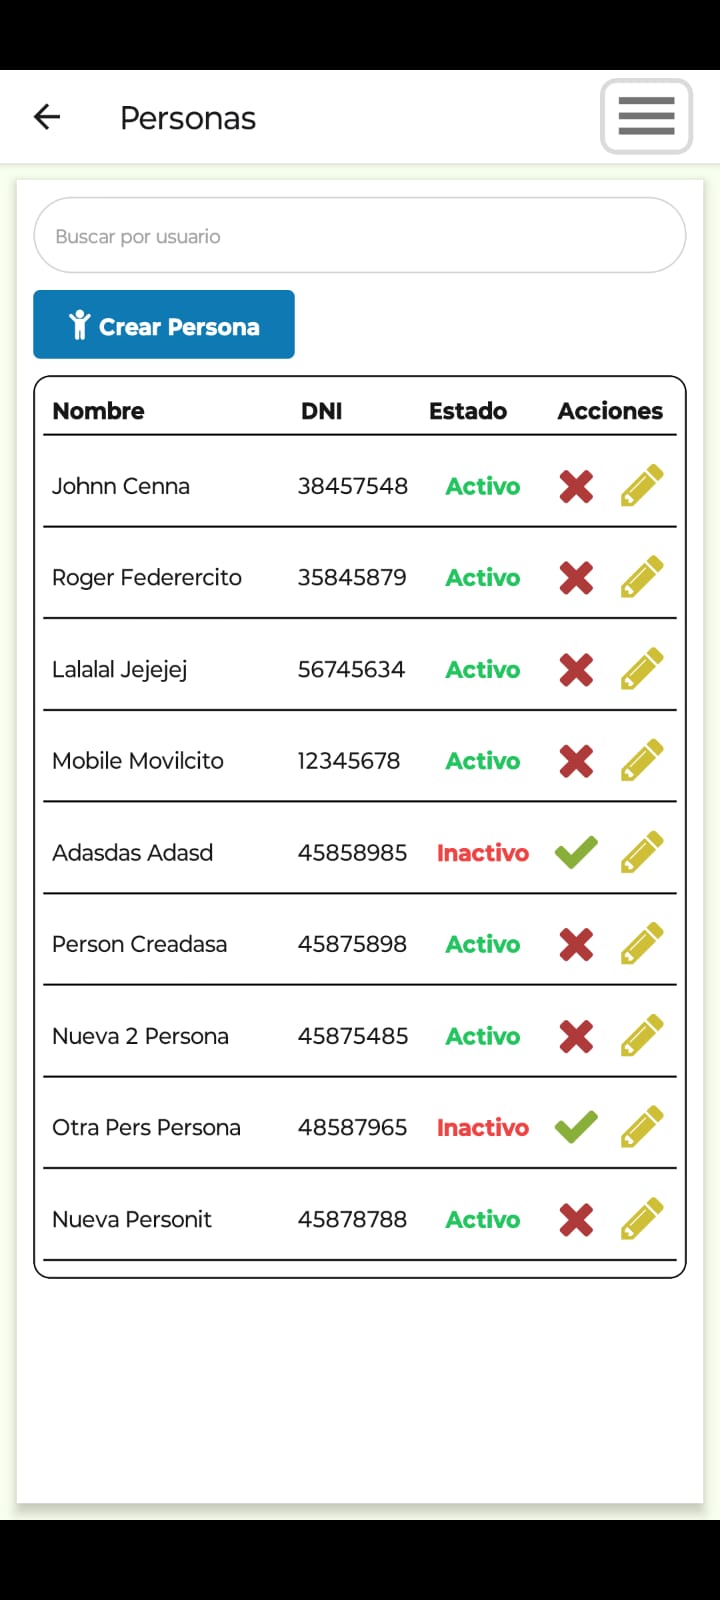 Personas
Buscar por usuario
Crear Persona
Nombre DNI Estado Acciones
Johnn Cenna 38457548 Activo
Roger Federercito 35845879 Activo
Lalalal Jejejej 56745634 Activo
Mobile Movilcito 12345678 Activo
Adasdas Adasd 45858985 Inactivo
Person Creadasa 45875898 Activo
Nueva 2 Persona 45875485 Activo
Otra Pers Persona 48587965 Inactivo
Nueva Personit 45878788 Activo